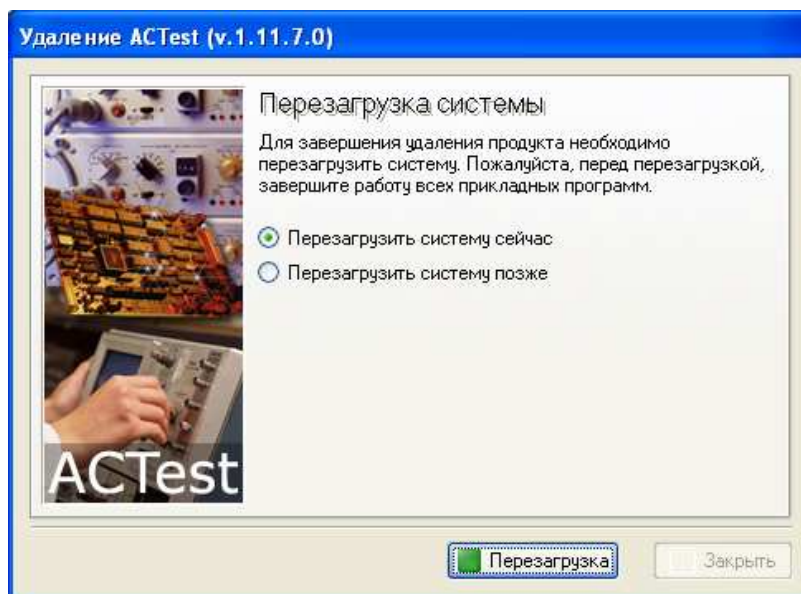 Удаление ACTest (v.1.11.7.0)
Перезагрузка системы
Для завершения удаления продукта необходимо
перезагрузить систему. Пожалуйста, перед перезагрузкой,
завершите работу всех прикладных программ.
Перезагрузить систему сейчас
Перезагрузить систему позже
ACTest
Перезагрузка
Закрыть